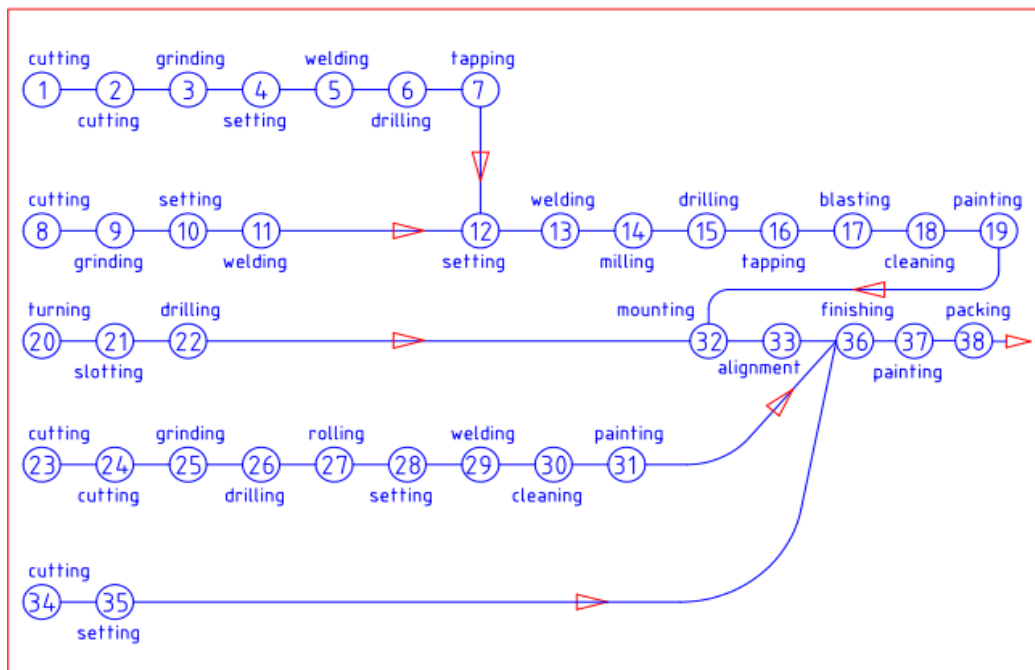 cutting grinding welding tapping
1 2 3 4 5 6 7
cutting setting drilling
cutting setting welding drilling blasting painting
8 9 10 11 12 13 14 15 16 17 18 19
grinding welding setting milling tapping cleaning
turning drilling mounting finishing packing
20 21 22 32 33 36 37 38
slotting alignment painting
cutting grinding rolling welding painting
23 24 25 26 27 28 29 30 31
cutting drilling setting cleaning
cutting
34 35
setting